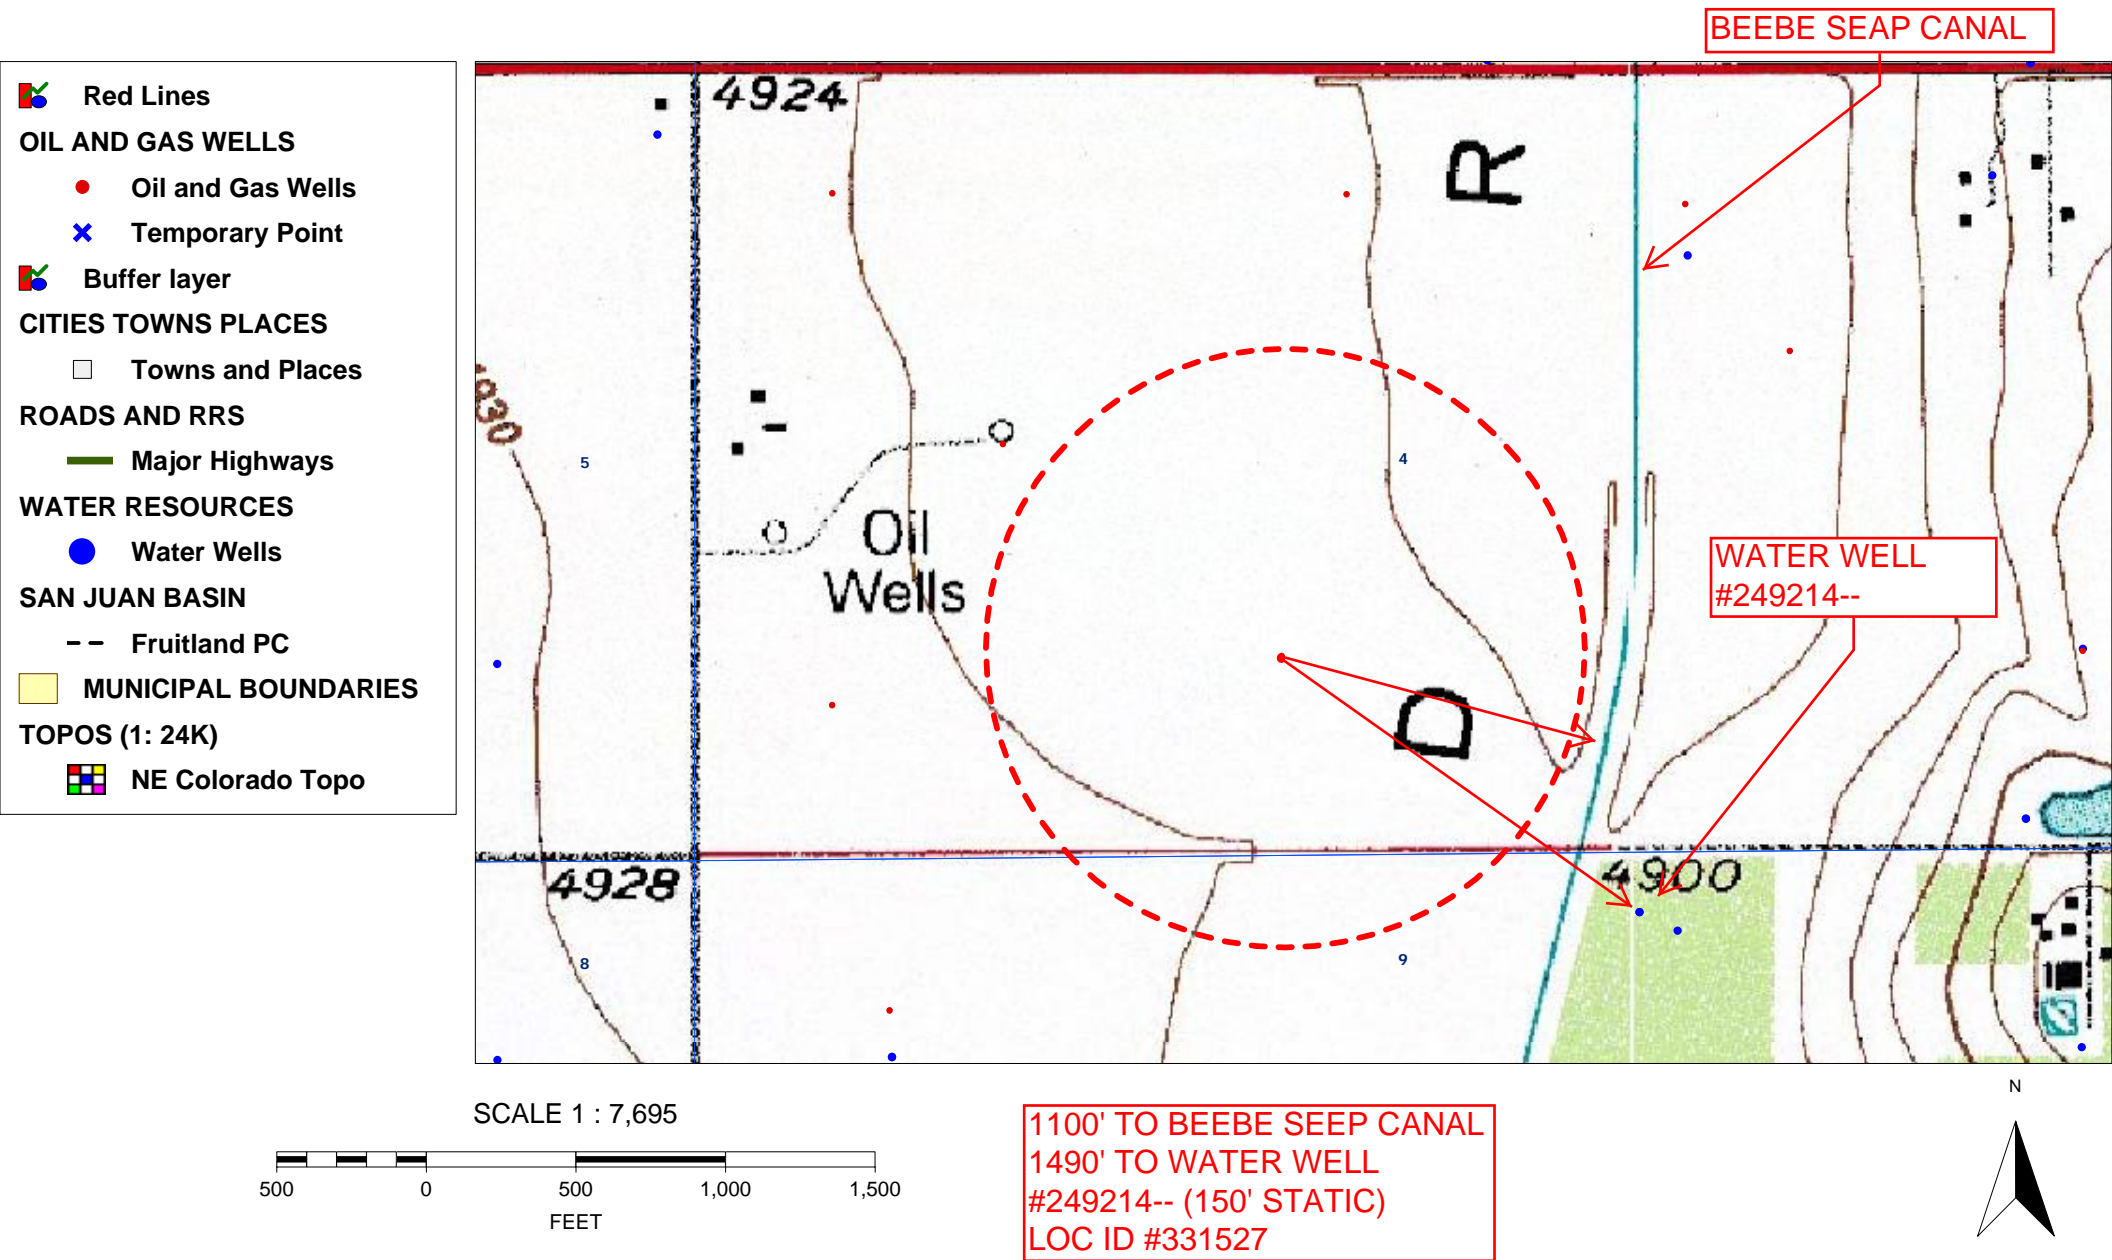 BEEBE SEAP CANAL
Red Lines
OIL AND GAS WELLS
Oil and Gas Wells
Temporary Point
Buffer layer
CITIES TOWNS PLACES
Towns and Places
ROADS AND RRS
Major Highways
WATER RESOURCES
Water Wells
SAN JUAN BASIN
Fruitland PC
MUNICIPAL BOUNDARIES
TOPOS (1: 24K)
NE Colorado Topo
4924
R
830
5
4
Oil
Wells
WATER WELL
#249214--
D
4928
4900
8
9
SCALE 1 : 7,695
500 0 500 1,000 1,500
FEET
1100' TO BEEBE SEEP CANAL
1490' TO WATER WELL
#249214-- (150' STATIC)
LOC ID #331527
N